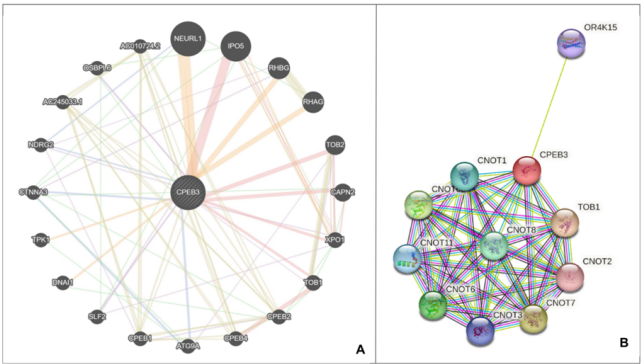 NEURL1
IPO5
RHBG
RHAG
TOB2
CAPN2
XPO1
TOB1
CPEB2
CPEB4
ATG9A
CPEB1
SLF2
DNAI1
TPK1
CTNNA3
NDRG2
AC245033.1
OSBPL6
AC010724.2
CPEB3
A
OR4K15
CPEB3
CNOT1
TOB1
CNOT8
CNOT11
CNOT2
CNOT6
CNOT7
CNOT3
B